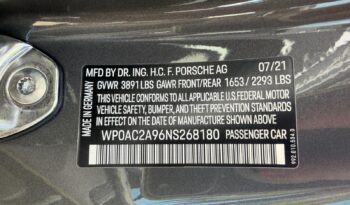 MFD BY DR. ING. H.C. F. PORSCHE AG 07/21
GVWR 3891LBS GAWR FRONT/REAR 1653 / 2293 LBS
THIS VEHICLE CONFORMS TO ALL APPLICABLE U.S.FEDERAL MOTOR
VEHICLE SAFETY, BUMPER, AND THEFT PREVENTION STANDARDS IN
EFFECT ON THE DATE OF MANUFACTURE SHOWN ABOVE
WP0AC2A96NS268180 PASSENGER CAR
MADE IN GERMANY